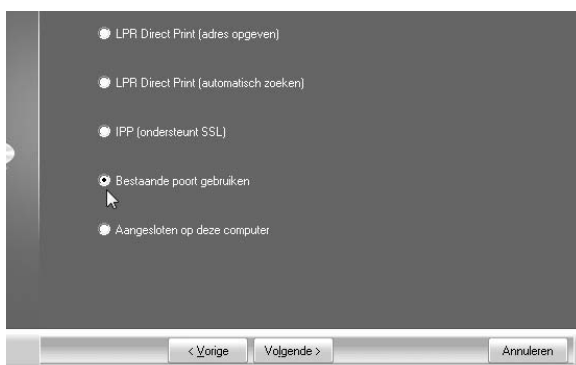 LPR Direct Print (adres opgeven)
LPR Direct Print (automatisch zoeken)
IPP (ondersteunt SSL)
Bestaande poort gebruiken
Aangesloten op deze computer
< Vorige Volgende > Annuleren